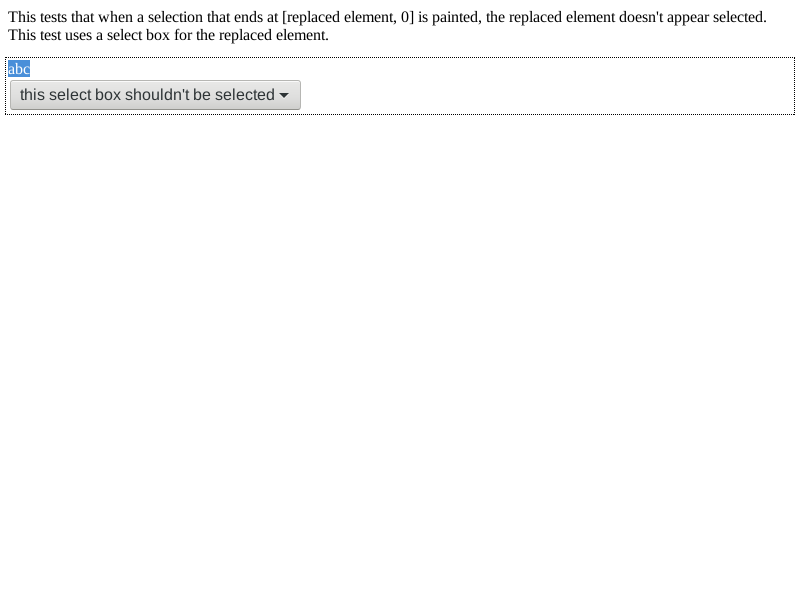 This tests that when a selection that ends at [replaced element, 0] is painted, the replaced element doesn't appear selected.
This test uses a select box for the replaced element.
abc
this select box shouldn't be selected